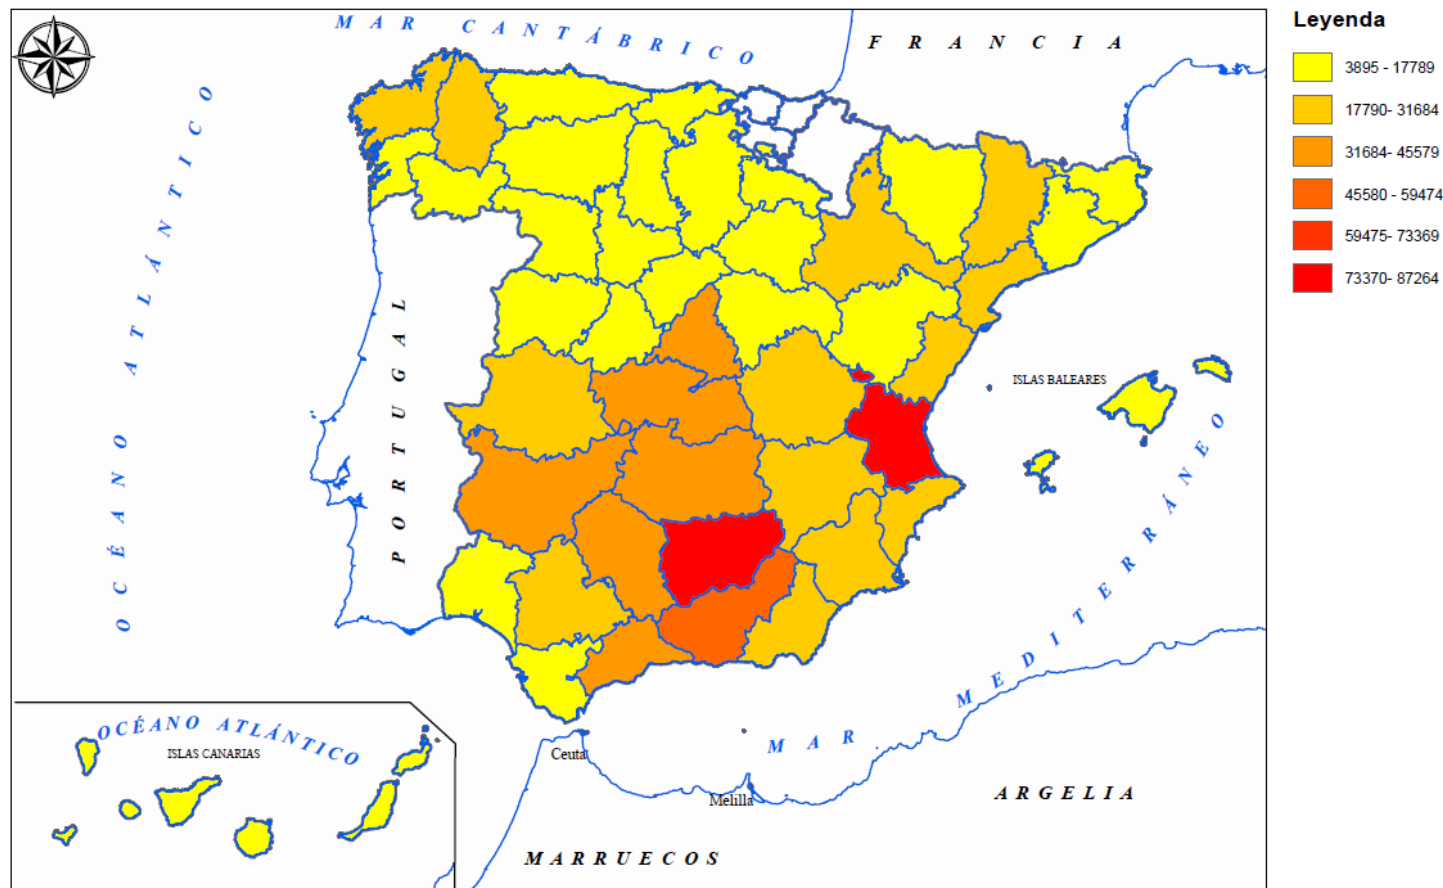 MAR CANTÁBRICO
FRANCIA
Leyenda
3895 - 17789
17790- 31684
31684- 45579
45580 - 59474
59475- 73369
73370- 87264
OCÉANO ATLÁNTICO
PORTUGAL
ISLAS BALEARES
MAR MEDITERRÁNEO
OCÉANO ATLÁNTICO
ISLAS CANARIAS
Ceuta
Melilla
ARGELIA
MARRUECOS